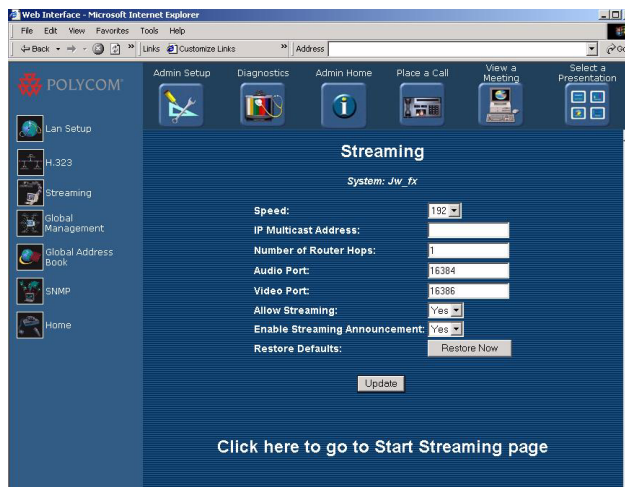 Web Interface - Microsoft Internet Explorer
File Edit View Favorites Tools Help
Back Links Customize Links » Address
Admin Setup Diagnostics Admin Home Place a Call View a Meeting Select a Presentation
POLYCOM
Lan Setup
H.323
Streaming
Global Management
Global Address Book
SNMP
Home
Streaming
System: Jw_fx
Speed: 192
IP Multicast Address:
Number of Router Hops: 1
Audio Port: 16384
Video Port: 16386
Allow Streaming: Yes
Enable Streaming Announcement: Yes
Restore Defaults: Restore Now
Update
Click here to go to Start Streaming page